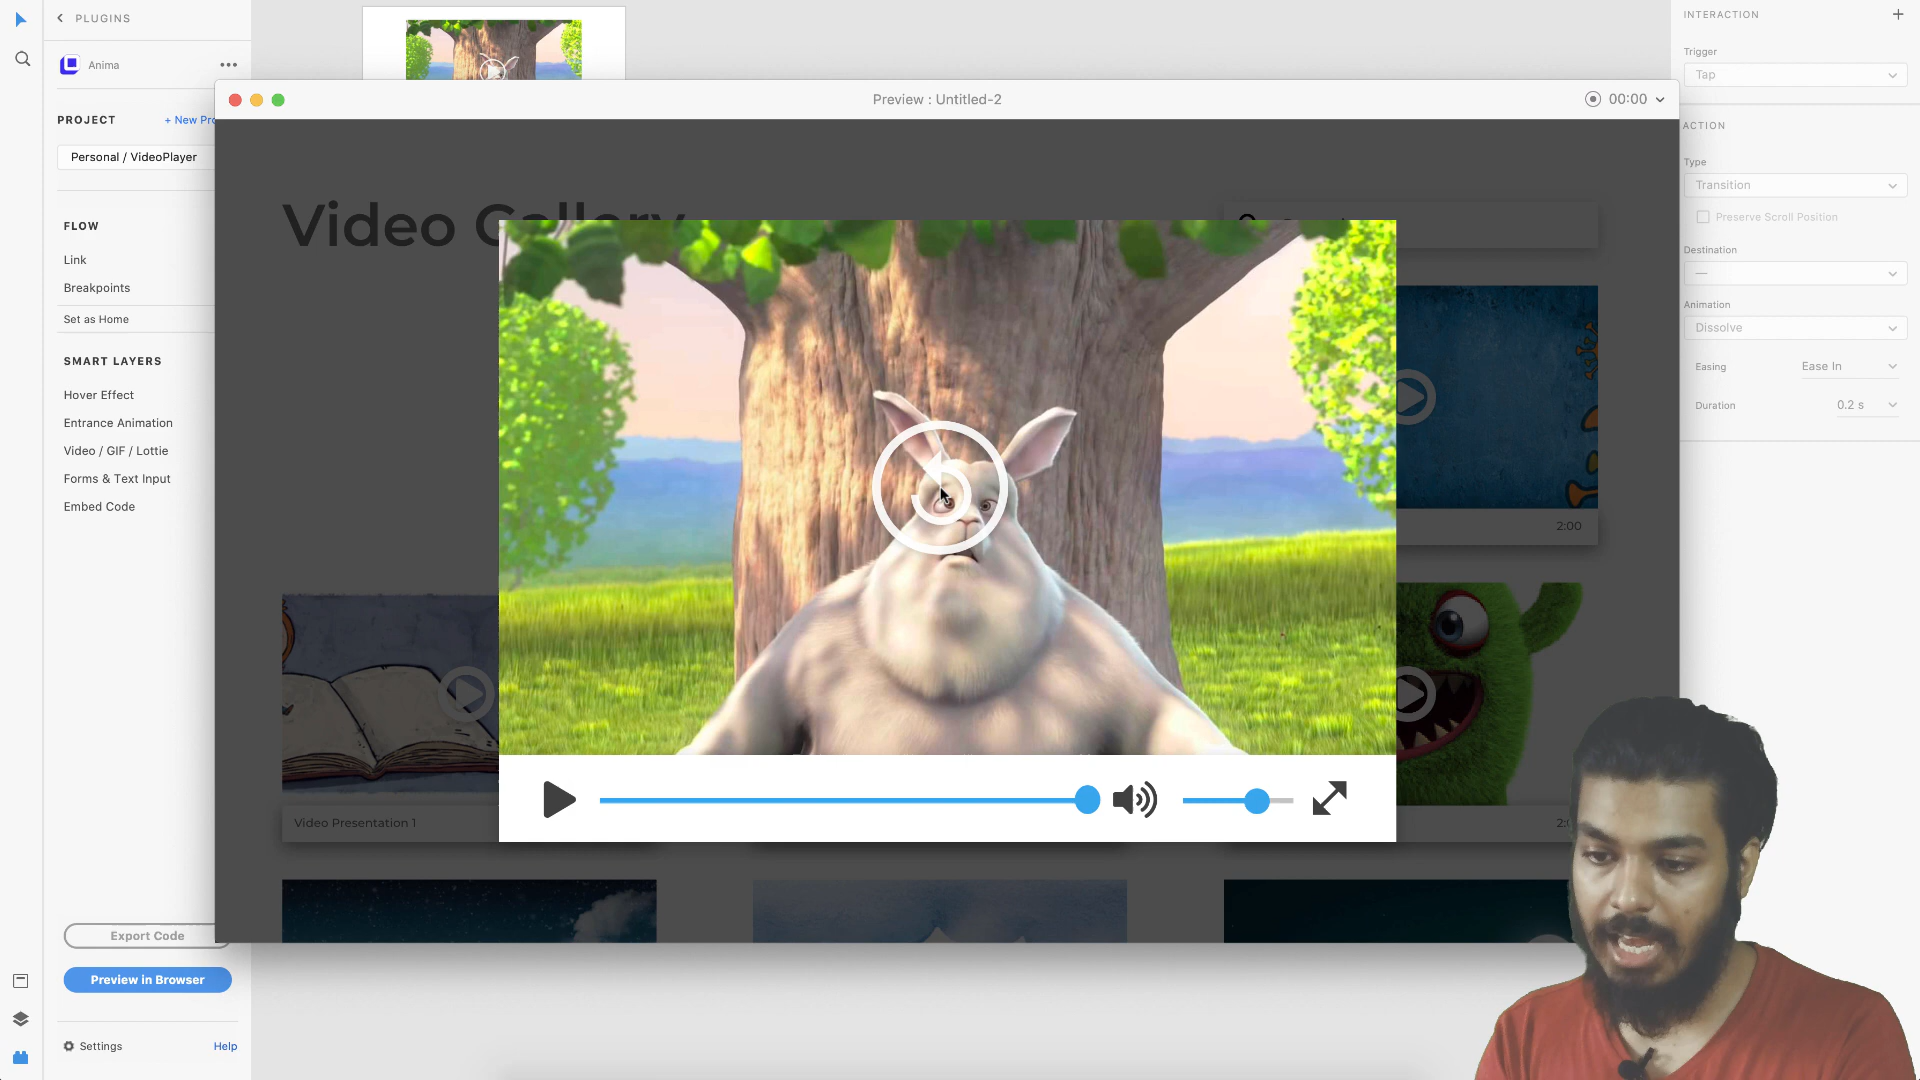 PLUGINS
Anima
PROJECT
+ New Pro
Personal / VideoPlayer
FLOW
Link
Breakpoints
Set as Home
SMART LAYERS
Hover Effect
Entrance Animation
Video / GIF / Lottie
Forms & Text Input
Embed Code
Export Code
Preview in Browser
Settings
Help
Preview : Untitled-2
00:00
Video Gallery
2:00
Video Presentation 1
INTERACTION
Trigger
Tap
ACTION
Type
Transition
Preserve Scroll Position
Destination
—
Animation
Dissolve
Easing
Ease In
Duration
0.2 s